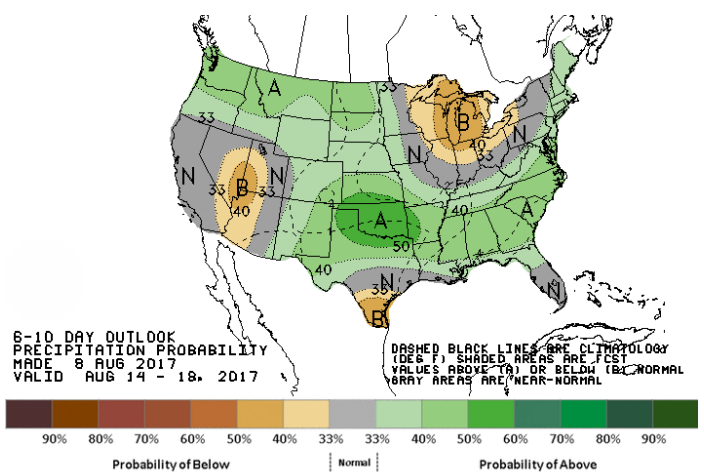 33
A
B
40
33
N
N
33
N
B
N
33
33
40
40
A
A
50
40
N
33
B
N
6-10 DAY OUTLOOK
PRECIPITATION PROBABILITY
MADE 8 AUG 2017
VALID AUG 14 - 18, 2017
DASHED BLACK LINES ARE CLIMATOLOGY
(DEG F) SHADED AREAS ARE FCST
VALUES ABOVE (A) OR BELOW (B) NORMAL
GRAY AREAS ARE NEAR-NORMAL
90% 80% 70% 60% 50% 40% 33% 33% 40% 50% 60% 70% 80% 90%
Probability of Below Normal Probability of Above